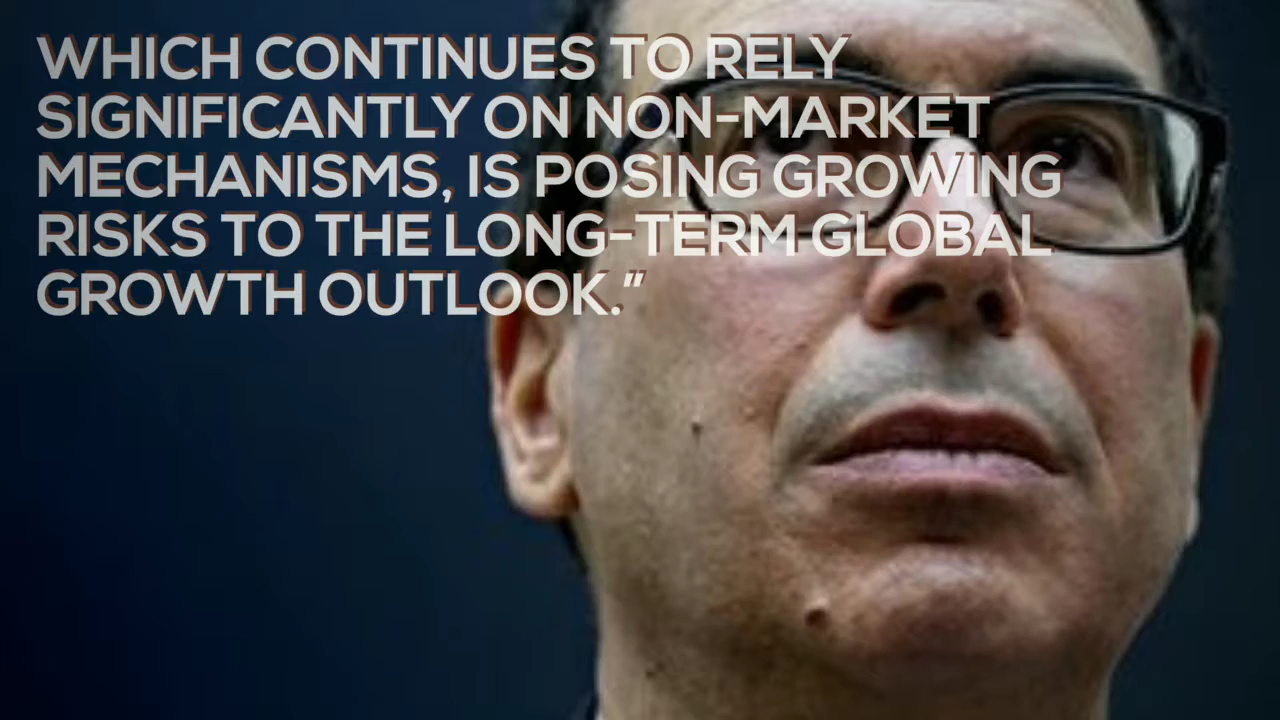 WHICH CONTINUES TO RELY
SIGNIFICANTLY ON NON-MARKET
MECHANISMS, IS POSING GROWING
RISKS TO THE LONG-TERM GLOBAL
GROWTH OUTLOOK.”